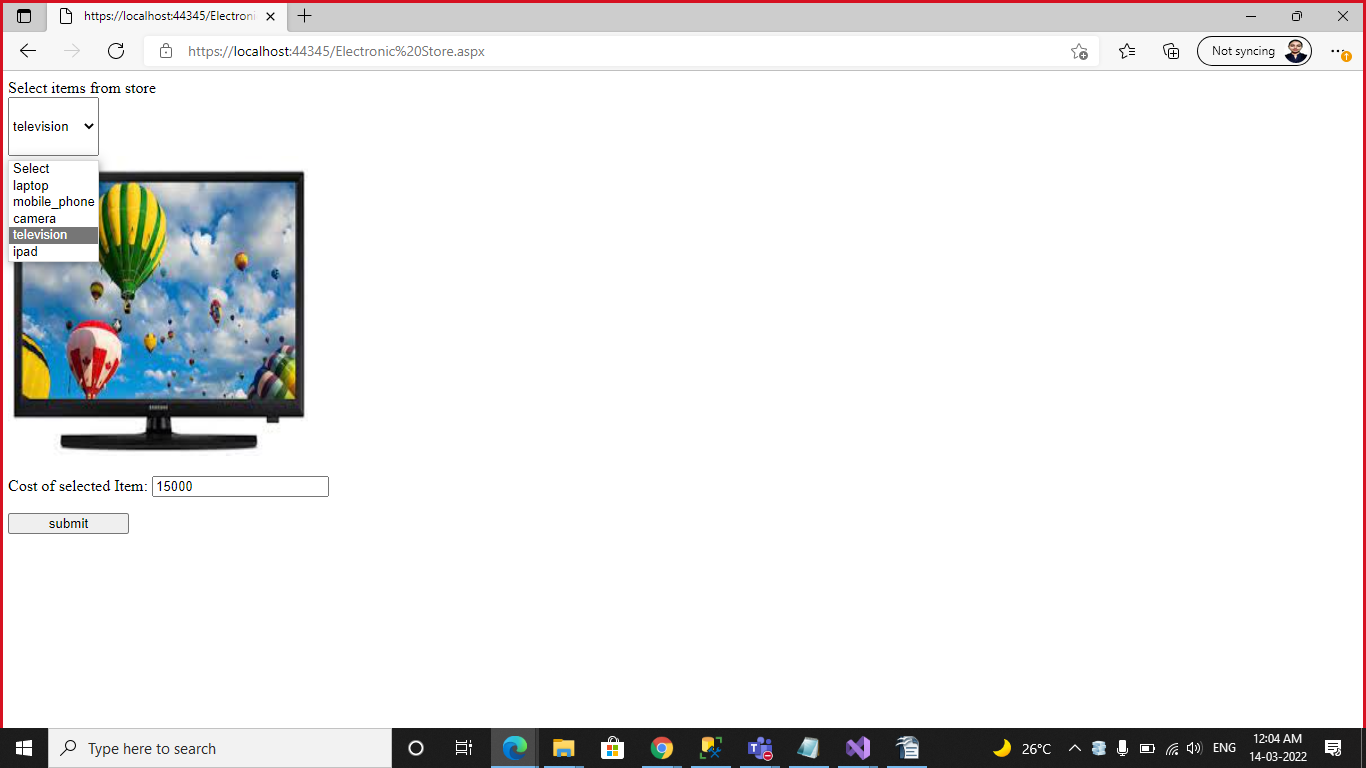 https://localhost:44345/Electroni
https://localhost:44345/Electronic%20Store.aspx
Not syncing
Select items from store
television
Select
laptop
mobile_phone
camera
television
ipad
SAMSUNG
Cost of selected Item: 15000
submit
Type here to search
26°C
ENG
12:04 AM
14-03-2022